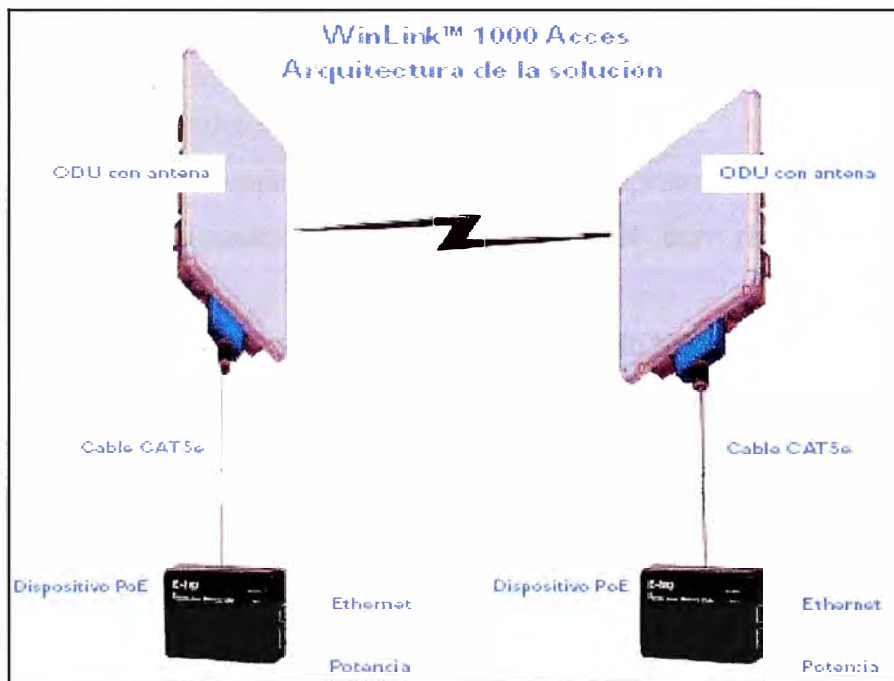 WinLink™ 1000 Acces
Arquitectura de la solución
ODU con antena
ODU con antena
Cable CAT5e
Cable CAT5e
Dispositivo PoE
Ethernet
Potencia
Dispositivo PoE
Ethernet
Potencia